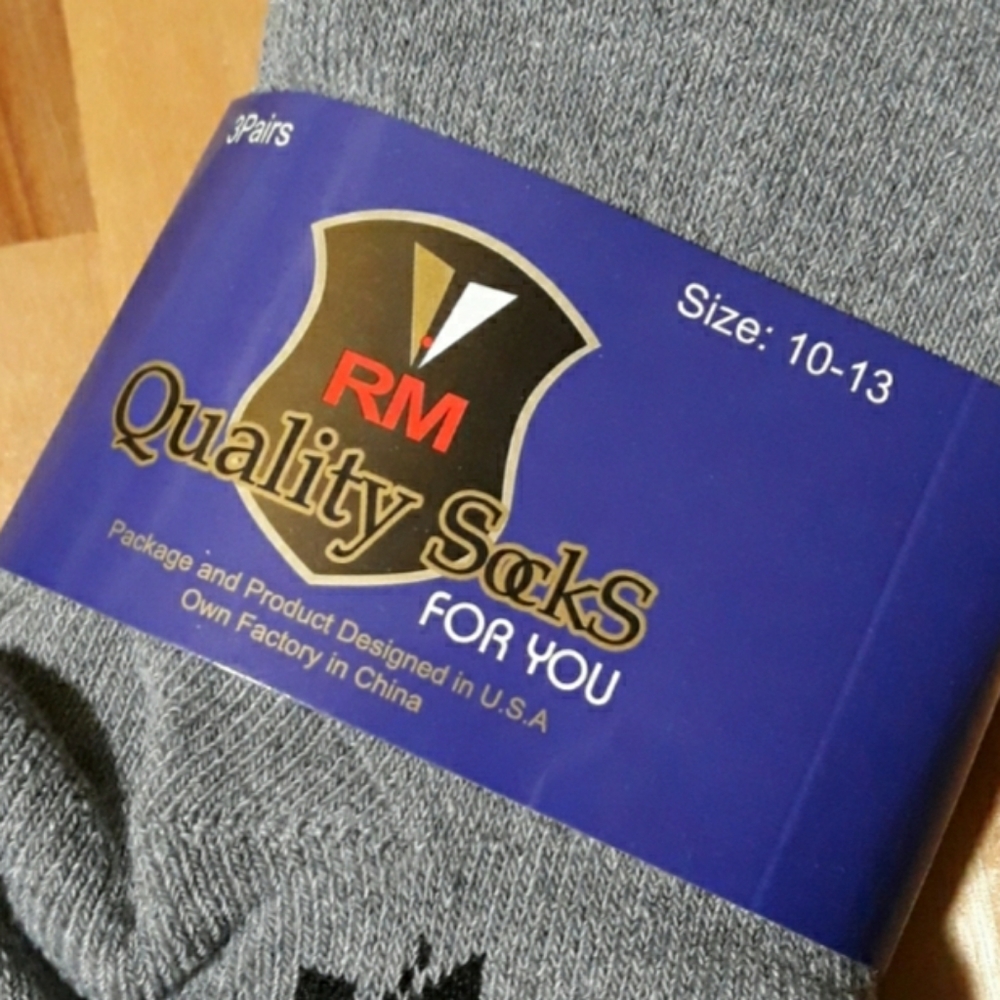 3Pairs
Size: 10-13
RM
Quality Socks
FOR YOU
Package and Product Designed in U.S.A
Own Factory in China